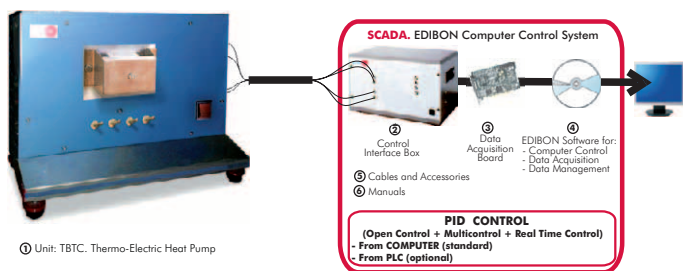 SCADA. EDIBON Computer Control System
②
Control
Interface Box
③
Data
Acquisition
Board
④
EDIBON Software for:
- Computer Control
- Data Acquisition
- Data Management
⑤ Cables and Accessories
⑥ Manuals
PID CONTROL
(Open Control + Multicontrol + Real Time Control)
- From COMPUTER (standard)
- From PLC (optional)
① Unit: TBTC. Thermo-Electric Heat Pump